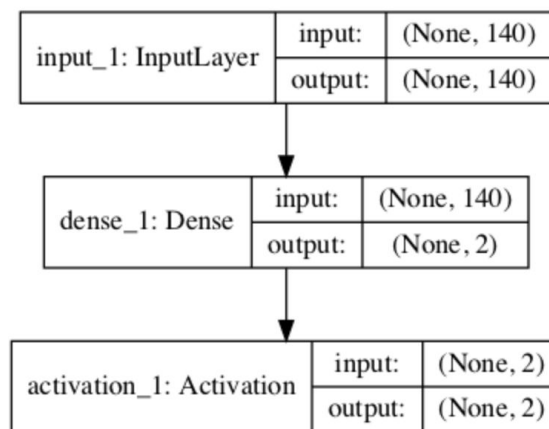 input_1: InputLayer
input: (None, 140)
output: (None, 140)
dense_1: Dense
input: (None, 140)
output: (None, 2)
activation_1: Activation
input: (None, 2)
output: (None, 2)